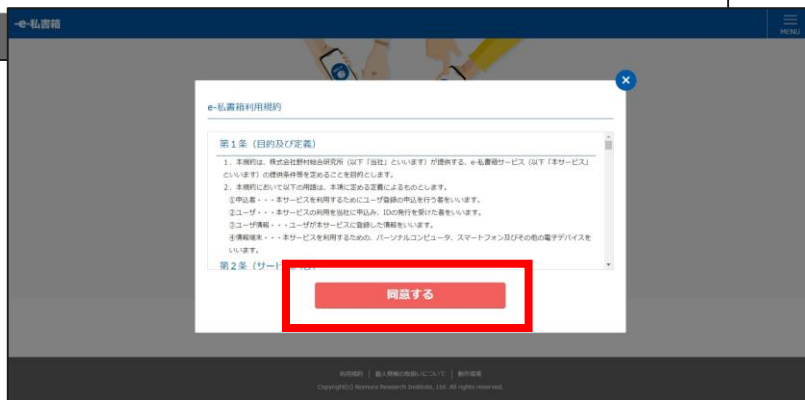 -e-私書箱
MENU
e-私書箱利用規約
第1条（目的及び定義）
1．本規約は、株式会社野村総合研究所（以下「当社」といいます）が提供する、e-私書箱サービス（以下「本サービス」
といいます）の提供条件等を定めることを目的とします。
2．本規約において以下の用語は、本項に定める定義によるものとします。
①申込者・・・本サービスを利用するためにユーザ登録の申込を行う者をいいます。
②ユーザ・・・本サービスの利用を当社に申込み、IDの発行を受けた者をいいます。
③ユーザ情報・・・ユーザが本サービスに登録した情報をいいます。
④情報端末・・・本サービスを利用するための、パーソナルコンピュータ、スマートフォン及びその他の電子デバイスを
いいます。
第2条（サー
同意する
利用規約 | 個人情報の取扱いについて | 動作環境
Copyright(c) Nomura Research Institute, Ltd. All rights reserved.